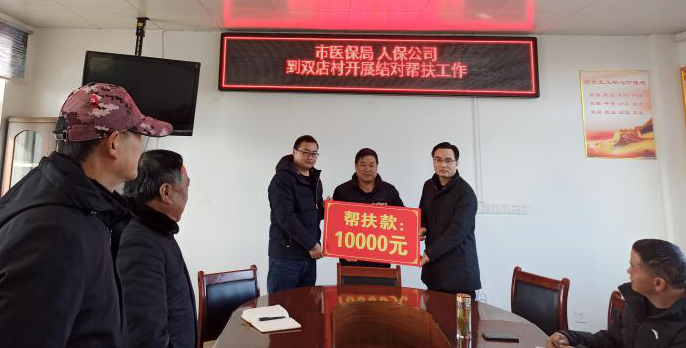 市医保局 人保公司
到双店村开展结对帮扶工作
帮扶款：
10000元